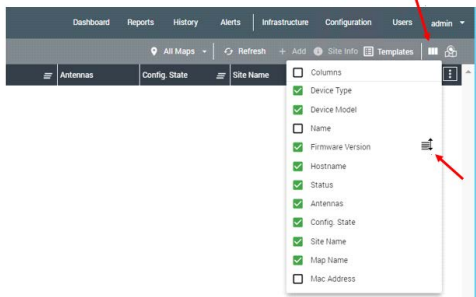 Dashboard Reports History Alerts Infrastructure Configuration Users admin
All Maps Refresh + Add Site Info Templates
Antennas Config. State Site Name
Columns
Device Type
Device Model
Name
Firmware Version
Hostname
Status
Antennas
Config. State
Site Name
Map Name
Mac Address